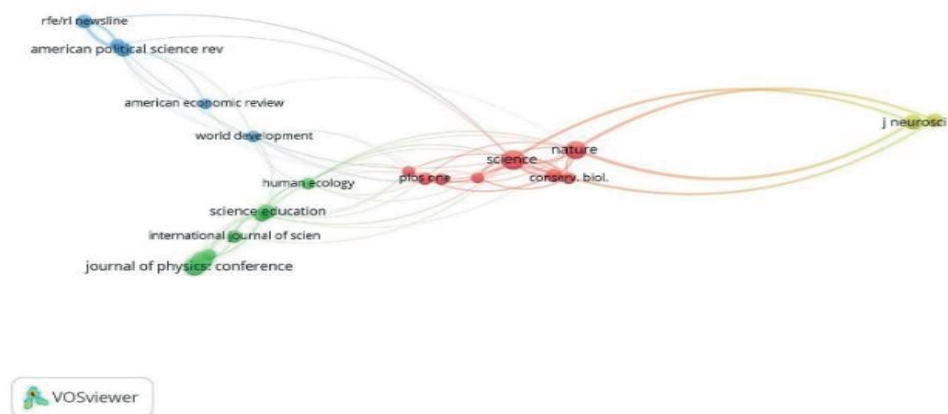 rfe/rl newsline
american political science rev
american economic review
j neurosci
world development
nature
science
plos one
conserv. biol.
human ecology
science education
international journal of scien
journal of physics: conference
VOSviewer